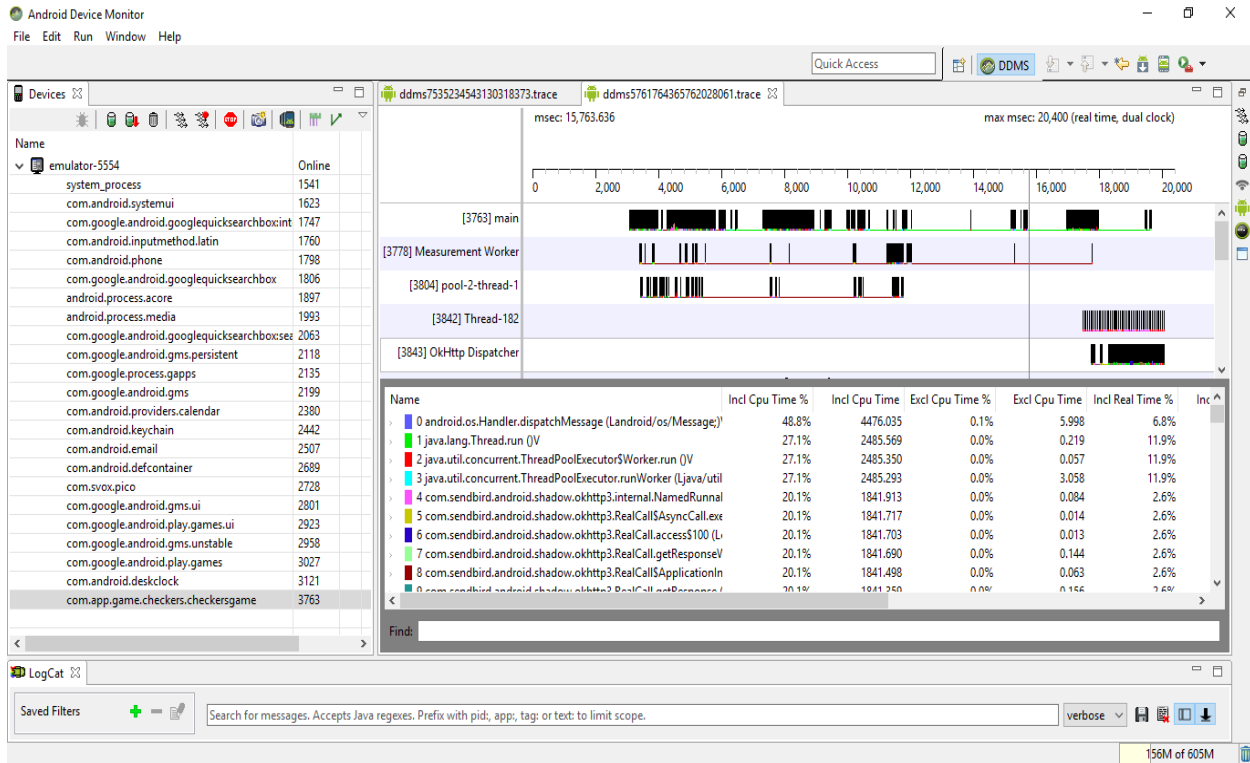 Android Device Monitor
File Edit Run Window Help
Quick Access
DDMS
Devices
Name
emulator-5554 Online
system_process 1541
com.android.systemui 1623
com.google.android.googlequicksearchbox:int 1747
com.android.inputmethod.latin 1760
com.android.phone 1798
com.google.android.googlequicksearchbox 1806
android.process.acore 1897
android.process.media 1993
com.google.android.googlequicksearchbox:sea 2063
com.google.android.gms.persistent 2118
com.google.process.gapps 2135
com.google.android.gms 2199
com.android.providers.calendar 2380
com.android.keychain 2442
com.android.email 2507
com.android.defcontainer 2689
com.svox.pico 2728
com.google.android.gms.ui 2801
com.google.android.play.games.ui 2923
com.google.android.gms.unstable 2958
com.google.android.play.games 3027
com.android.deskclock 3121
com.app.game.checkers.checkersgame 3763
ddms7535234543130318373.trace ddms5761764365762028061.trace
msec: 15,763.636 max msec: 20,400 (real time, dual clock)
0 2,000 4,000 6,000 8,000 10,000 12,000 14,000 16,000 18,000 20,000
[3763] main
[3778] Measurement Worker
[3804] pool-2-thread-1
[3842] Thread-182
[3843] OkHttp Dispatcher
Name Incl Cpu Time % Incl Cpu Time Excl Cpu Time % Excl Cpu Time Incl Real Time % Inc
0 android.os.Handler.dispatchMessage (Landroid/os/Message;)V 48.8% 4476.035 0.1% 5.998 6.8%
1 java.lang.Thread.run ()V 27.1% 2485.569 0.0% 0.219 11.9%
2 java.util.concurrent.ThreadPoolExecutor$Worker.run ()V 27.1% 2485.350 0.0% 0.057 11.9%
3 java.util.concurrent.ThreadPoolExecutor.runWorker (Ljava/util 27.1% 2485.293 0.0% 3.058 11.9%
4 com.sendbird.android.shadow.okhttp3.internal.NamedRunnal 20.1% 1841.913 0.0% 0.084 2.6%
5 com.sendbird.android.shadow.okhttp3.RealCall$AsyncCall.exe 20.1% 1841.717 0.0% 0.014 2.6%
6 com.sendbird.android.shadow.okhttp3.RealCall.access$100 (L 20.1% 1841.703 0.0% 0.013 2.6%
7 com.sendbird.android.shadow.okhttp3.RealCall.getResponseV 20.1% 1841.690 0.0% 0.144 2.6%
8 com.sendbird.android.shadow.okhttp3.RealCall$ApplicationIn 20.1% 1841.498 0.0% 0.063 2.6%
9 com.sendbird.android.shadow.okhttp3.RealCall.getResponse ( 20.1% 1841.359 0.0% 0.156 2.6%
Find:
LogCat
Saved Filters
Search for messages. Accepts Java regexes. Prefix with pid:, app:, tag: or text: to limit scope.
verbose
156M of 605M